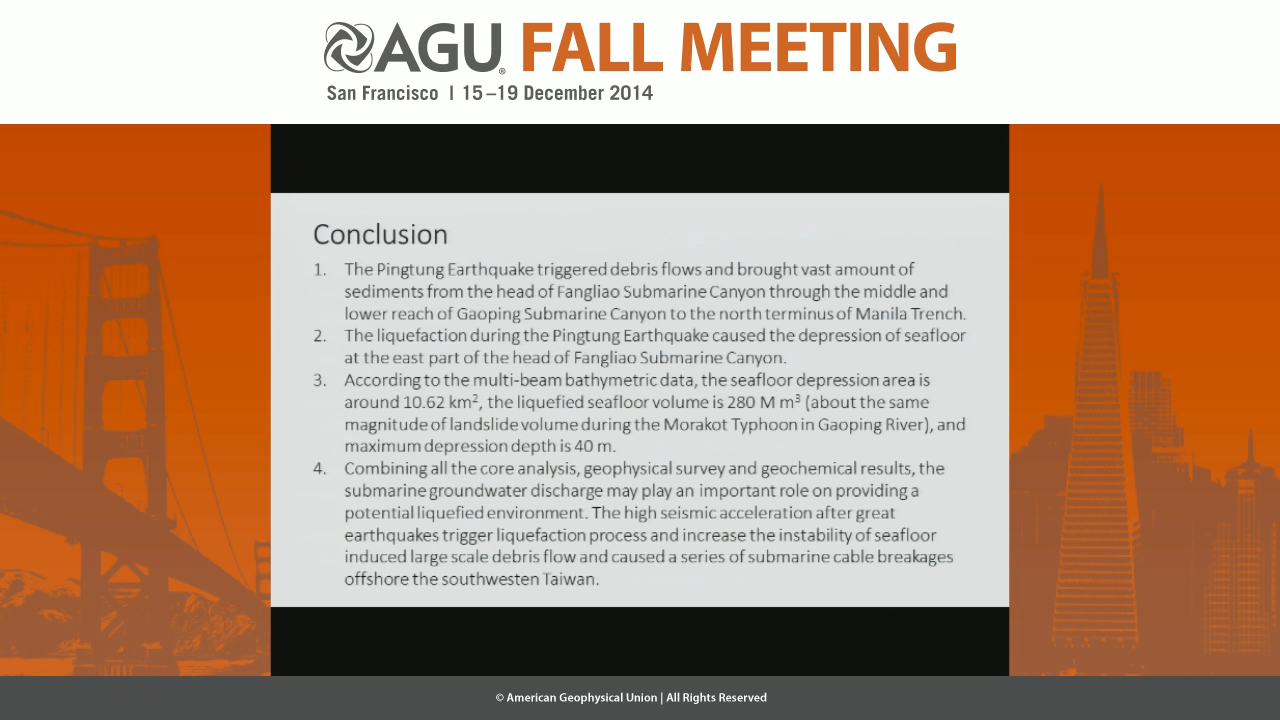 AGU® FALL MEETING
San Francisco | 15–19 December 2014
Conclusion
1. The Pingtung Earthquake triggered debris flows and brought vast amount of
sediments from the head of Fangliao Submarine Canyon through the middle and
lower reach of Gaoping Submarine Canyon to the north terminus of Manila Trench.
2. The liquefaction during the Pingtung Earthquake caused the depression of seafloor
at the east part of the head of Fangliao Submarine Canyon.
3. According to the multi-beam bathymetric data, the seafloor depression area is
around 10.62 km², the liquefied seafloor volume is 280 M m³ (about the same
magnitude of landslide volume during the Morakot Typhoon in Gaoping River), and
maximum depression depth is 40 m.
4. Combining all the core analysis, geophysical survey and geochemical results, the
submarine groundwater discharge may play an important role on providing a
potential liquefied environment. The high seismic acceleration after great
earthquakes trigger liquefaction process and increase the instability of seafloor
induced large scale debris flow and caused a series of submarine cable breakages
offshore the southwesten Taiwan.
© American Geophysical Union | All Rights Reserved